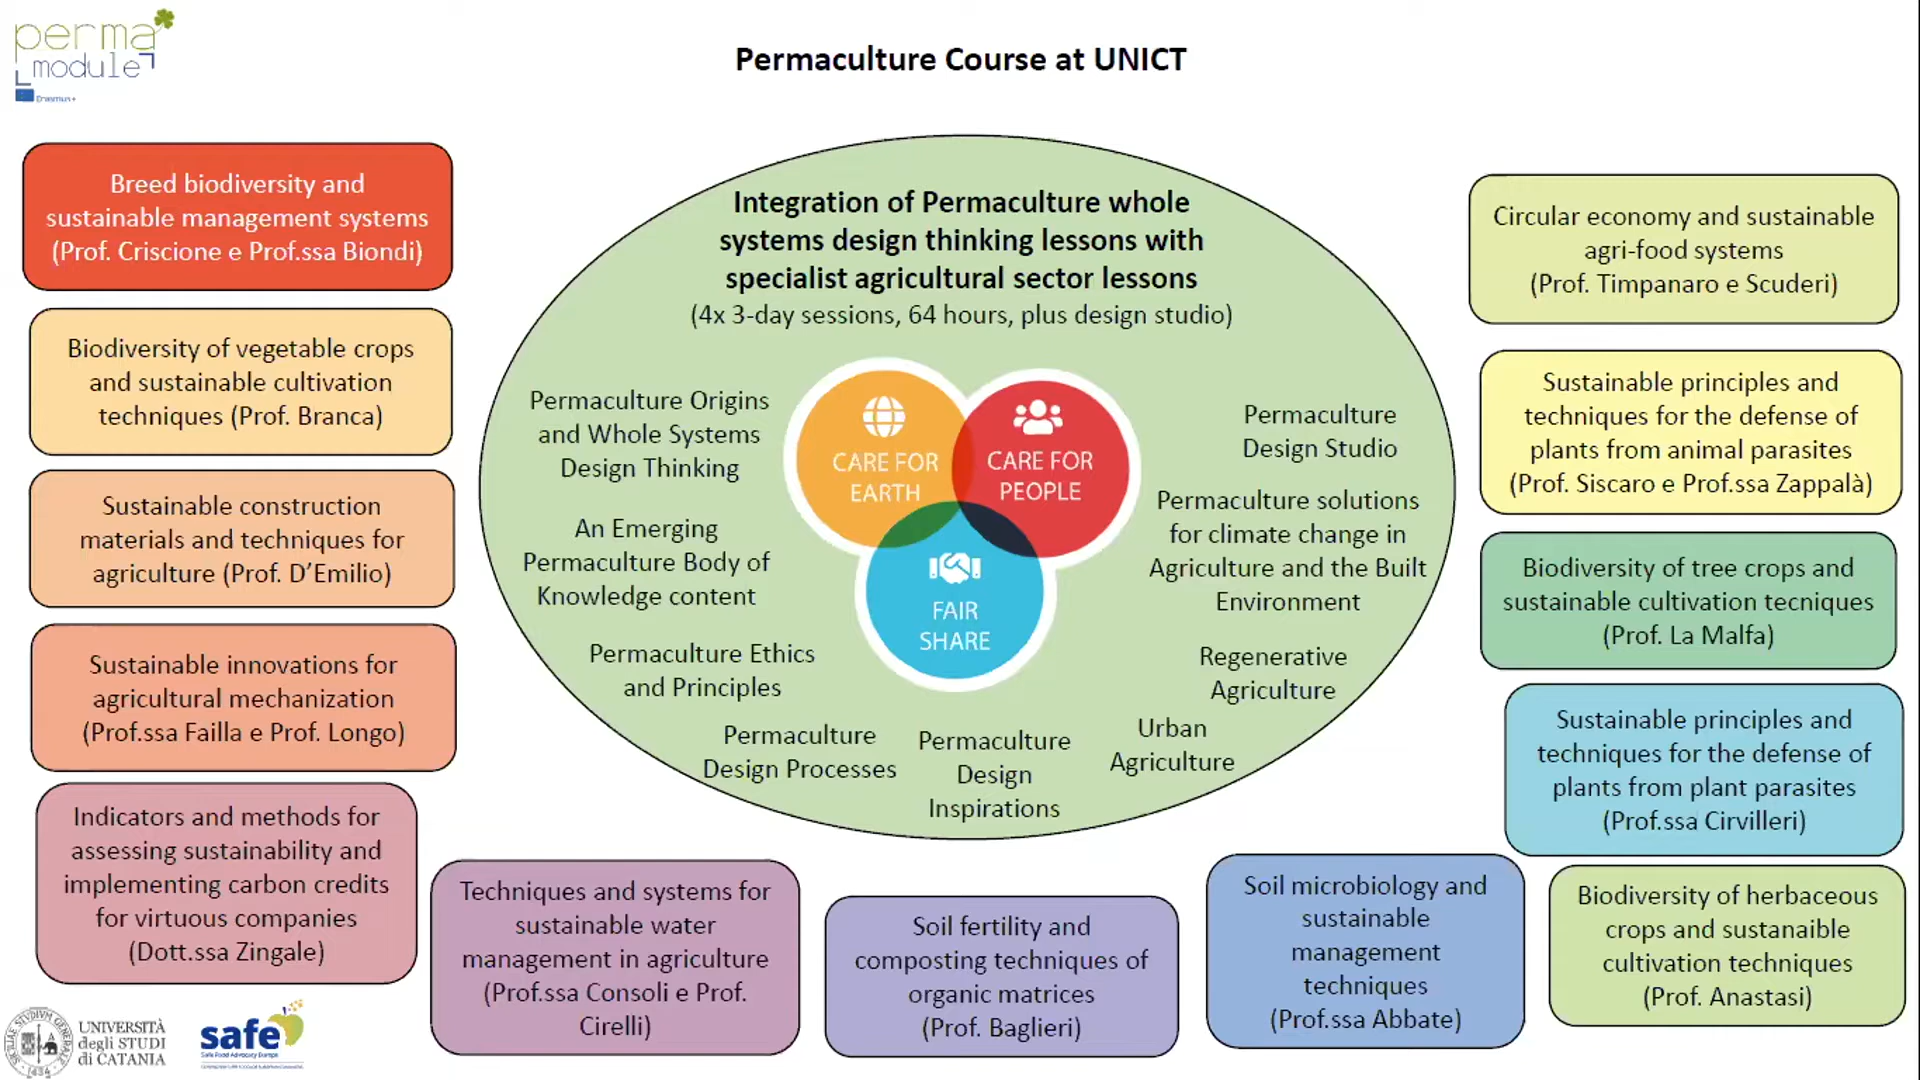 perma
module
Erasmus+
Permaculture Course at UNICT
Breed biodiversity and
sustainable management systems
(Prof. Criscione e Prof.ssa Biondi)
Biodiversity of vegetable crops
and sustainable cultivation
techniques (Prof. Branca)
Sustainable construction
materials and techniques for
agriculture (Prof. D’Emilio)
Sustainable innovations for
agricultural mechanization
(Prof.ssa Failla e Prof. Longo)
Indicators and methods for
assessing sustainability and
implementing carbon credits
for virtuous companies
(Dott.ssa Zingale)
Integration of Permaculture whole
systems design thinking lessons with
specialist agricultural sector lessons
(4x 3-day sessions, 64 hours, plus design studio)
Permaculture Origins
and Whole Systems
Design Thinking
An Emerging
Permaculture Body of
Knowledge content
Permaculture Ethics
and Principles
Permaculture
Design Processes
Permaculture
Design
Inspirations
Urban
Agriculture
Regenerative
Agriculture
Permaculture solutions
for climate change in
Agriculture and the Built
Environment
Permaculture
Design Studio
CARE FOR
EARTH
CARE FOR
PEOPLE
FAIR
SHARE
Circular economy and sustainable
agri-food systems
(Prof. Timpanaro e Scuderi)
Sustainable principles and
techniques for the defense of
plants from animal parasites
(Prof. Siscaro e Prof.ssa Zappalà)
Biodiversity of tree crops and
sustainable cultivation tecniques
(Prof. La Malfa)
Sustainable principles and
techniques for the defense of
plants from plant parasites
(Prof.ssa Cirvilleri)
Biodiversity of herbaceous
crops and sustanaible
cultivation techniques
(Prof. Anastasi)
Techniques and systems for
sustainable water
management in agriculture
(Prof.ssa Consoli e Prof.
Cirelli)
Soil fertility and
composting techniques of
organic matrices
(Prof. Baglieri)
Soil microbiology and
sustainable
management
techniques
(Prof.ssa Abbate)
UNIVERSITÀ
degli STUDI
di CATANIA
1434
safe
Safe Food Advocacy Europe